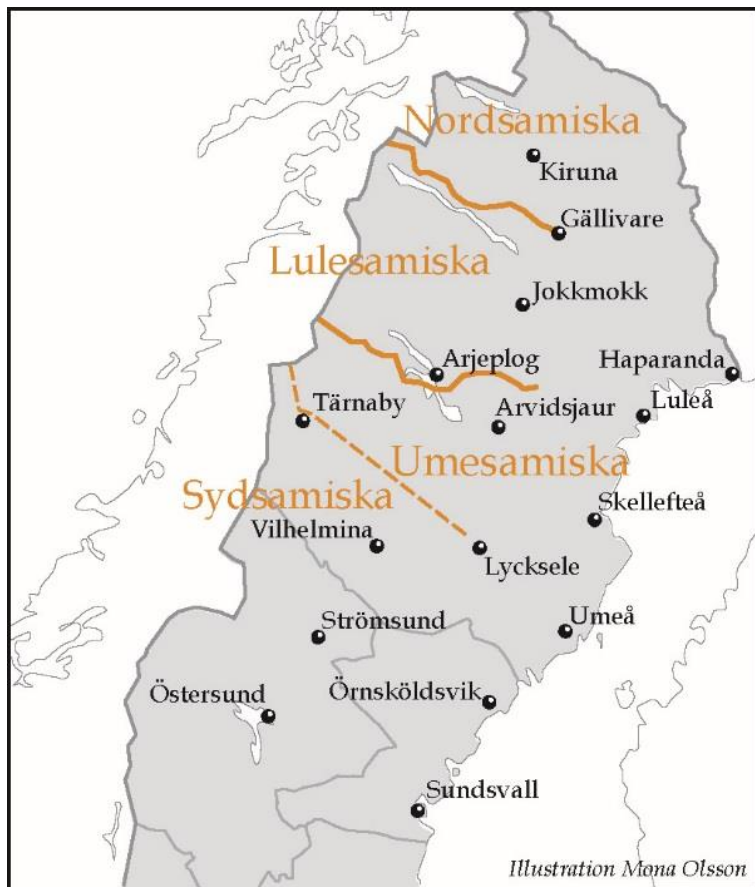 Nordsamiska
Kiruna
Gällivare
Lulesamiska
Jokkmokk
Arjeplog
Haparanda
Tärnaby
Arvidsjaur
Luleå
Umesamiska
Sydsamiska
Skellefteå
Vilhelmina
Lycksele
Strömsund
Umeå
Östersund
Örnsköldsvik
Sundsvall
Illustration Mona Olsson